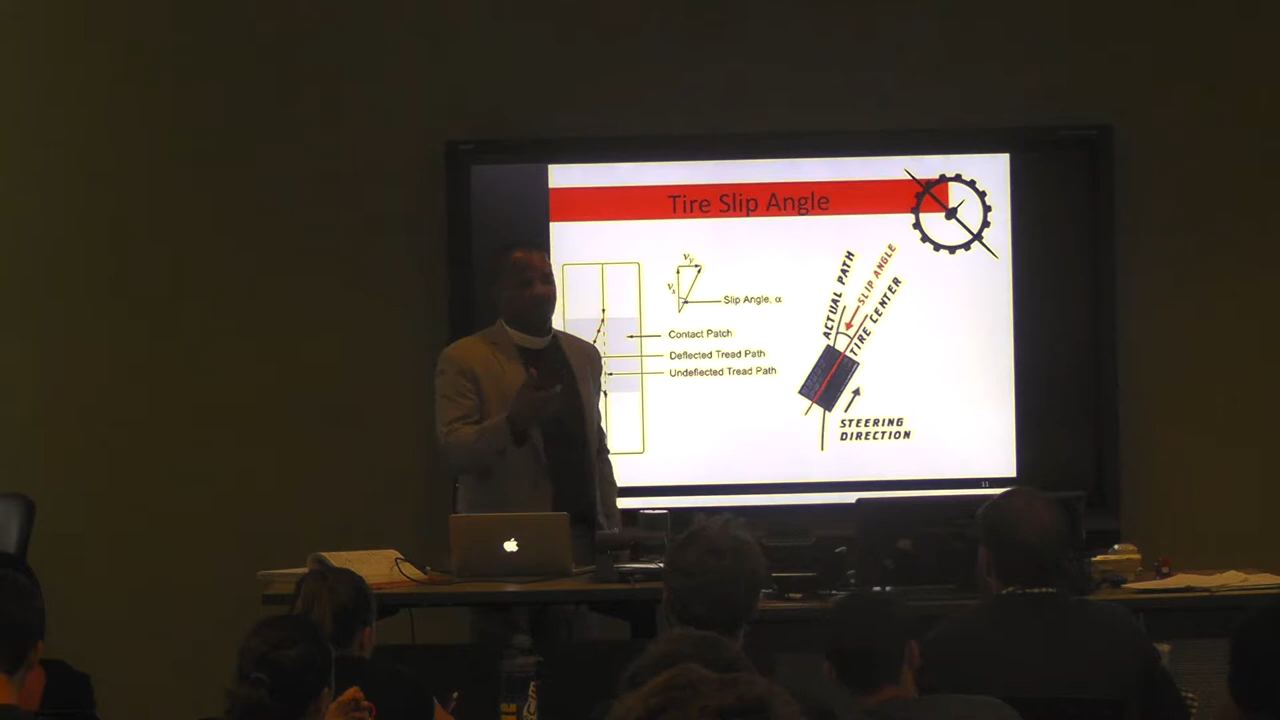 Tire Slip Angle
vy
vx
Slip Angle, α
Contact Patch
Deflected Tread Path
Undeflected Tread Path
ACTUAL PATH
SLIP ANGLE
TIRE CENTER
STEERING
DIRECTION
11